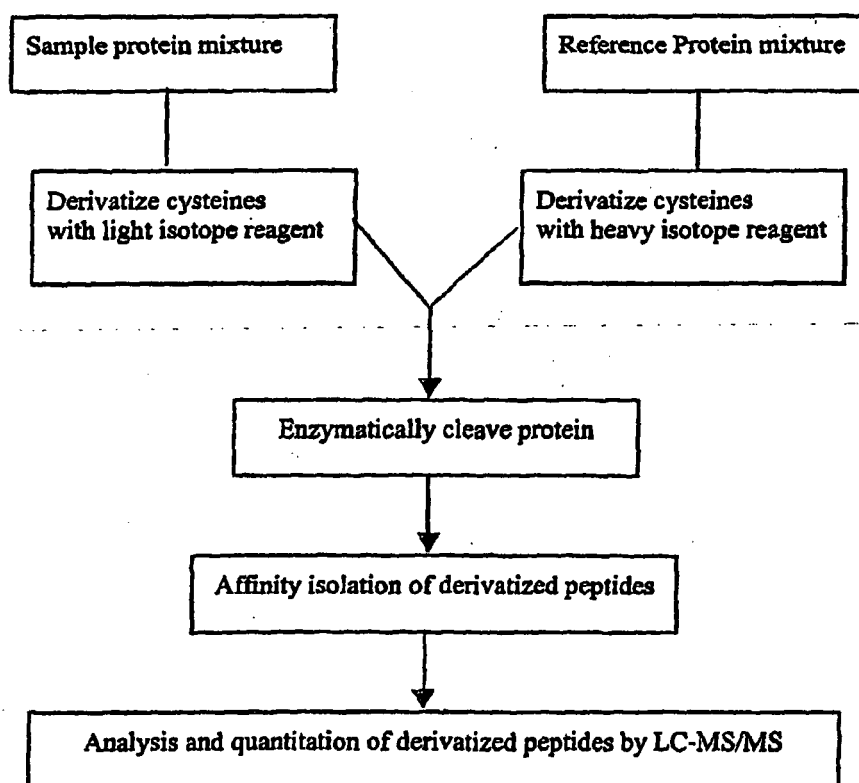 Sample protein mixture
Reference Protein mixture
Derivatize cysteines
with light isotope reagent
Derivatize cysteines
with heavy isotope reagent
Enzymatically cleave protein
Affinity isolation of derivatized peptides
Analysis and quantitation of derivatized peptides by LC-MS/MS